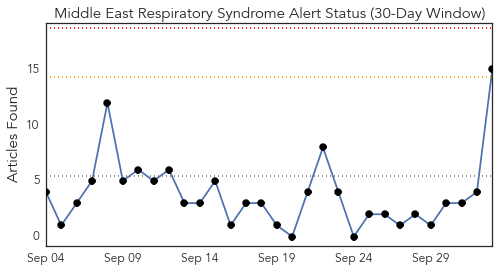 Middle East Respiratory Syndrome Alert Status (30-Day Window)
Articles Found
15
10
5
0
Sep 04 Sep 09 Sep 14 Sep 19 Sep 24 Sep 29